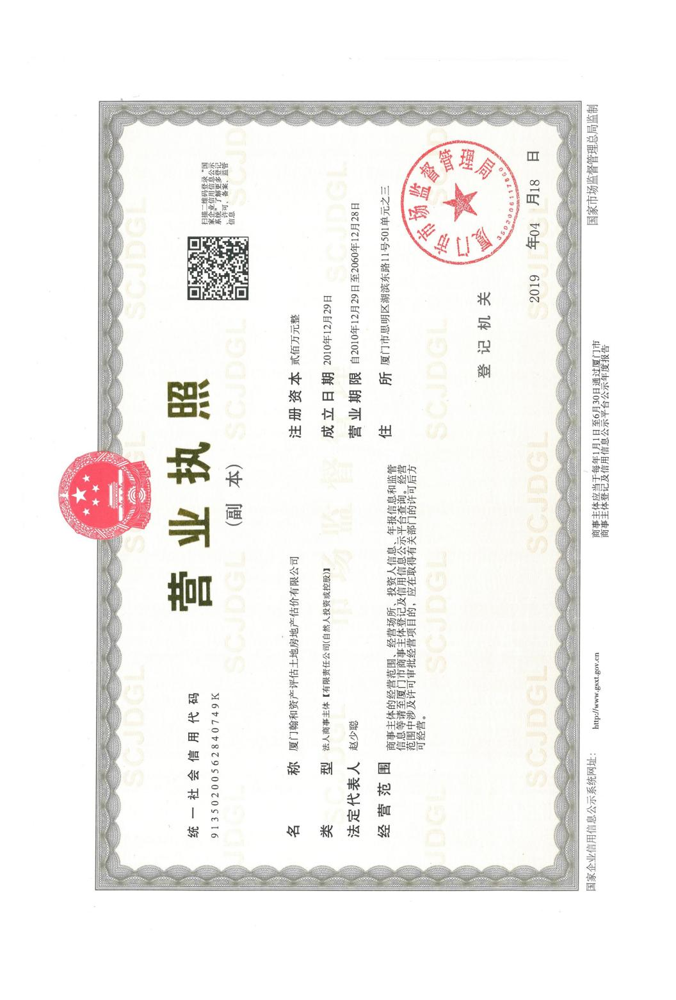 营业执照
(副 本)
统一社会信用代码
91350200562840749K
扫描二维码登录“国
家企业信用信息公示
系统”了解更多登记
、许可、备案、监管
信息
名 称 厦门翰和资产评估土地房地产估价有限公司
类 型 法人商事主体【有限责任公司(自然人投资或控股)】
法定代表人 赵少聪
经营范围 商事主体的经营范围、经营场所、投资人信息、年报信息和监管
信息等请至厦门市商事主体登记及信用信息公示平台查询。经营
范围中涉及许可审批经营项目的，应在取得有关部门的许可后方
可经营。
注册资本 贰佰万元整
成立日期 2010年12月29日
营业期限 自2010年12月29日至2060年12月28日
住 所 厦门市思明区湖滨东路11号501单元之三
登记机关
厦门市市场监督管理局
3502006117860
2019 年04 月18 日
国家企业信用信息公示系统网址：
http://www.gsxt.gov.cn
商事主体应当于每年1月1日至6月30日通过厦门市
商事主体登记及信用信息公示平台公示年度报告
国家市场监督管理总局监制
SCJDGL
市场监督管理